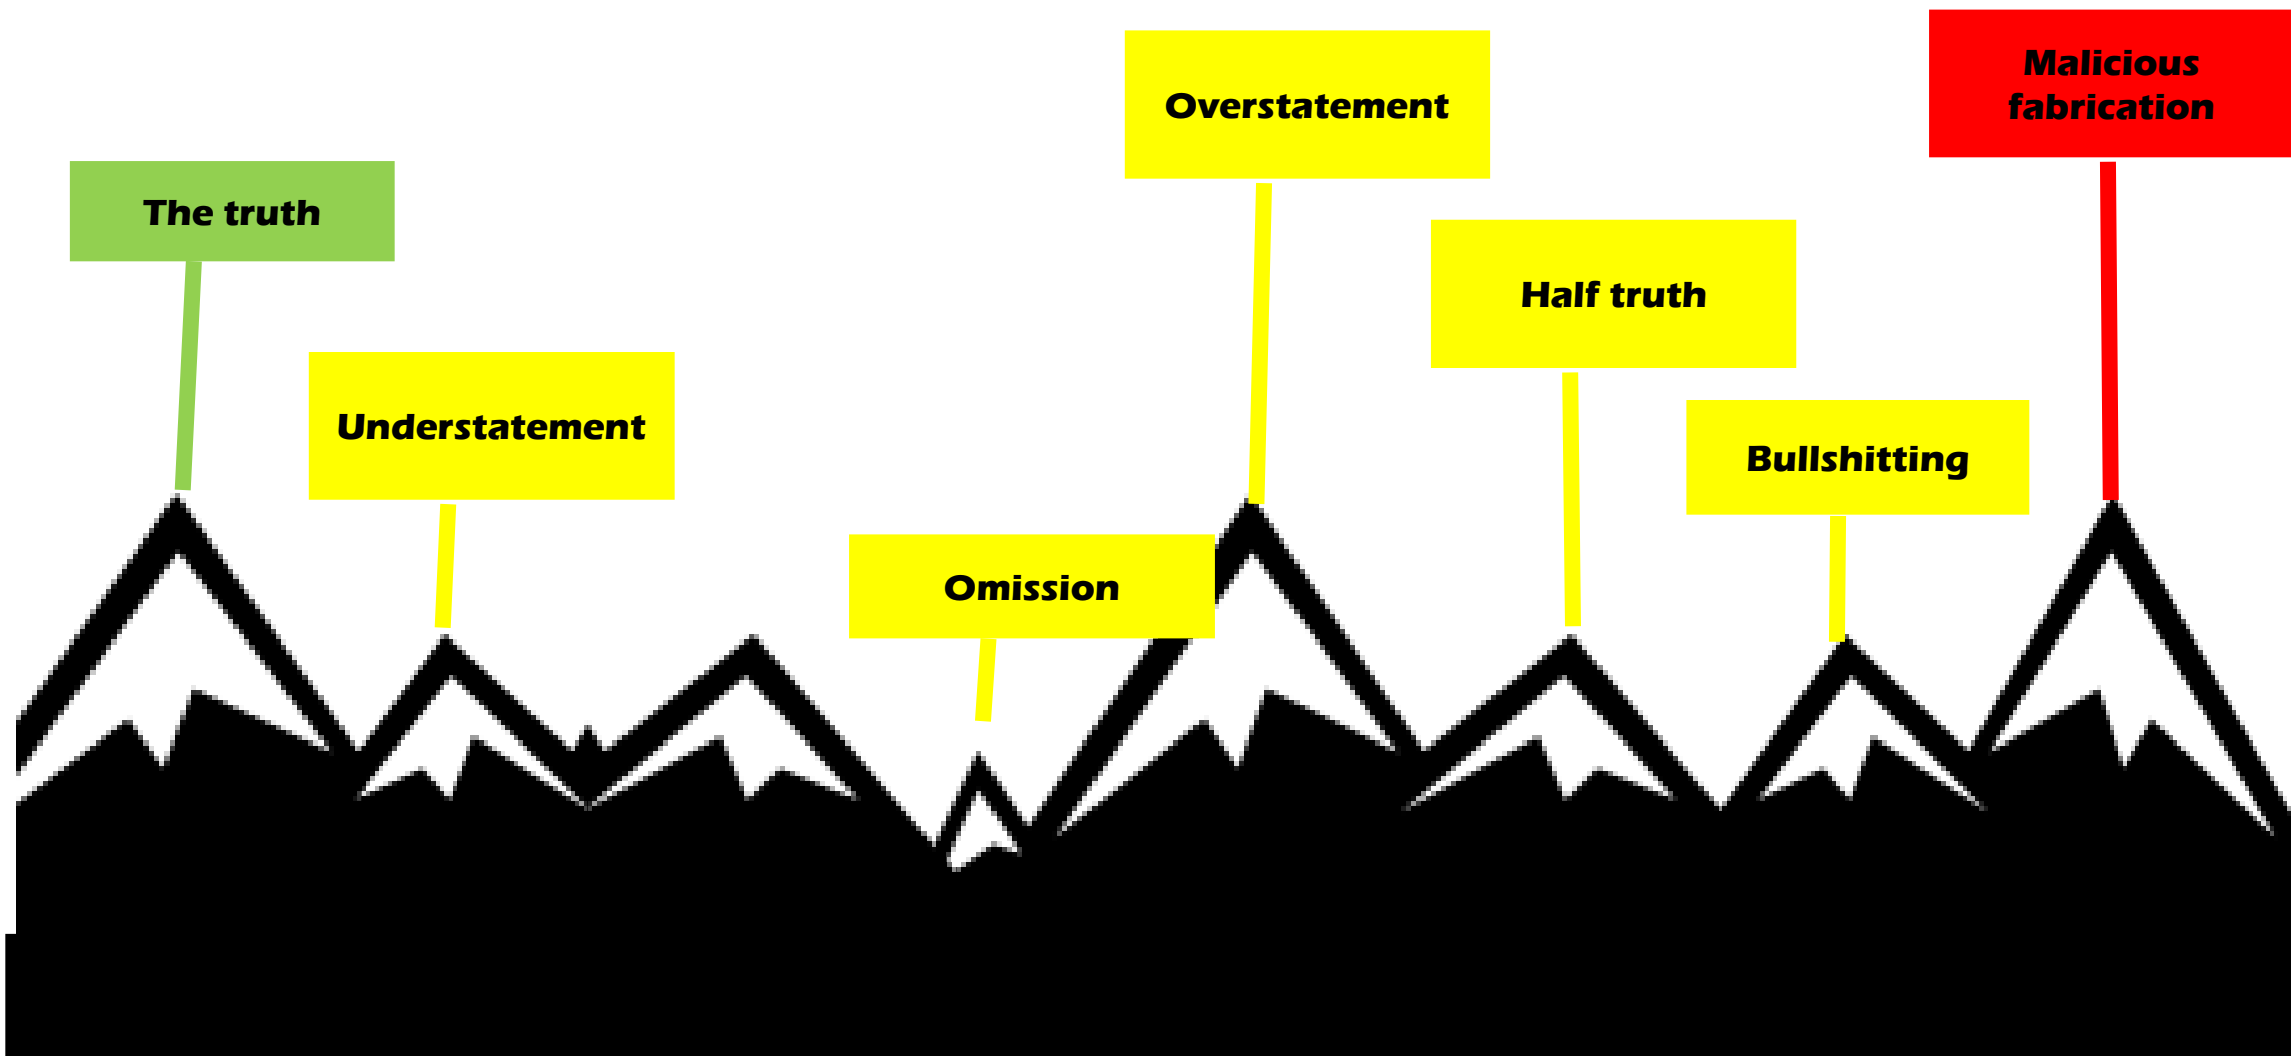 The truth
Understatement
Omission
Overstatement
Half truth
Bullshitting
Malicious
fabrication